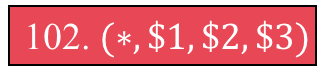 102. (∗, $1, $2, $3)